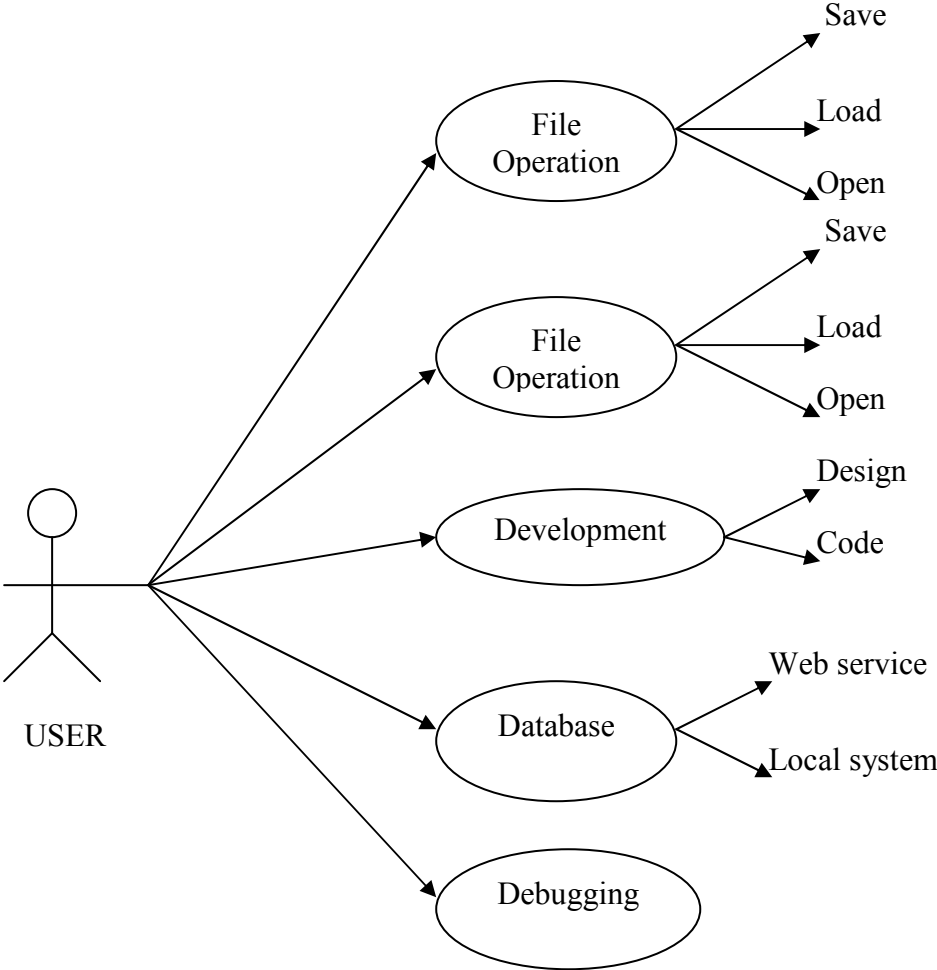 Save
File
Operation
Load
Open
Save
File
Operation
Load
Open
Design
Development
Code
Web service
Database
USER
Local system
Debugging